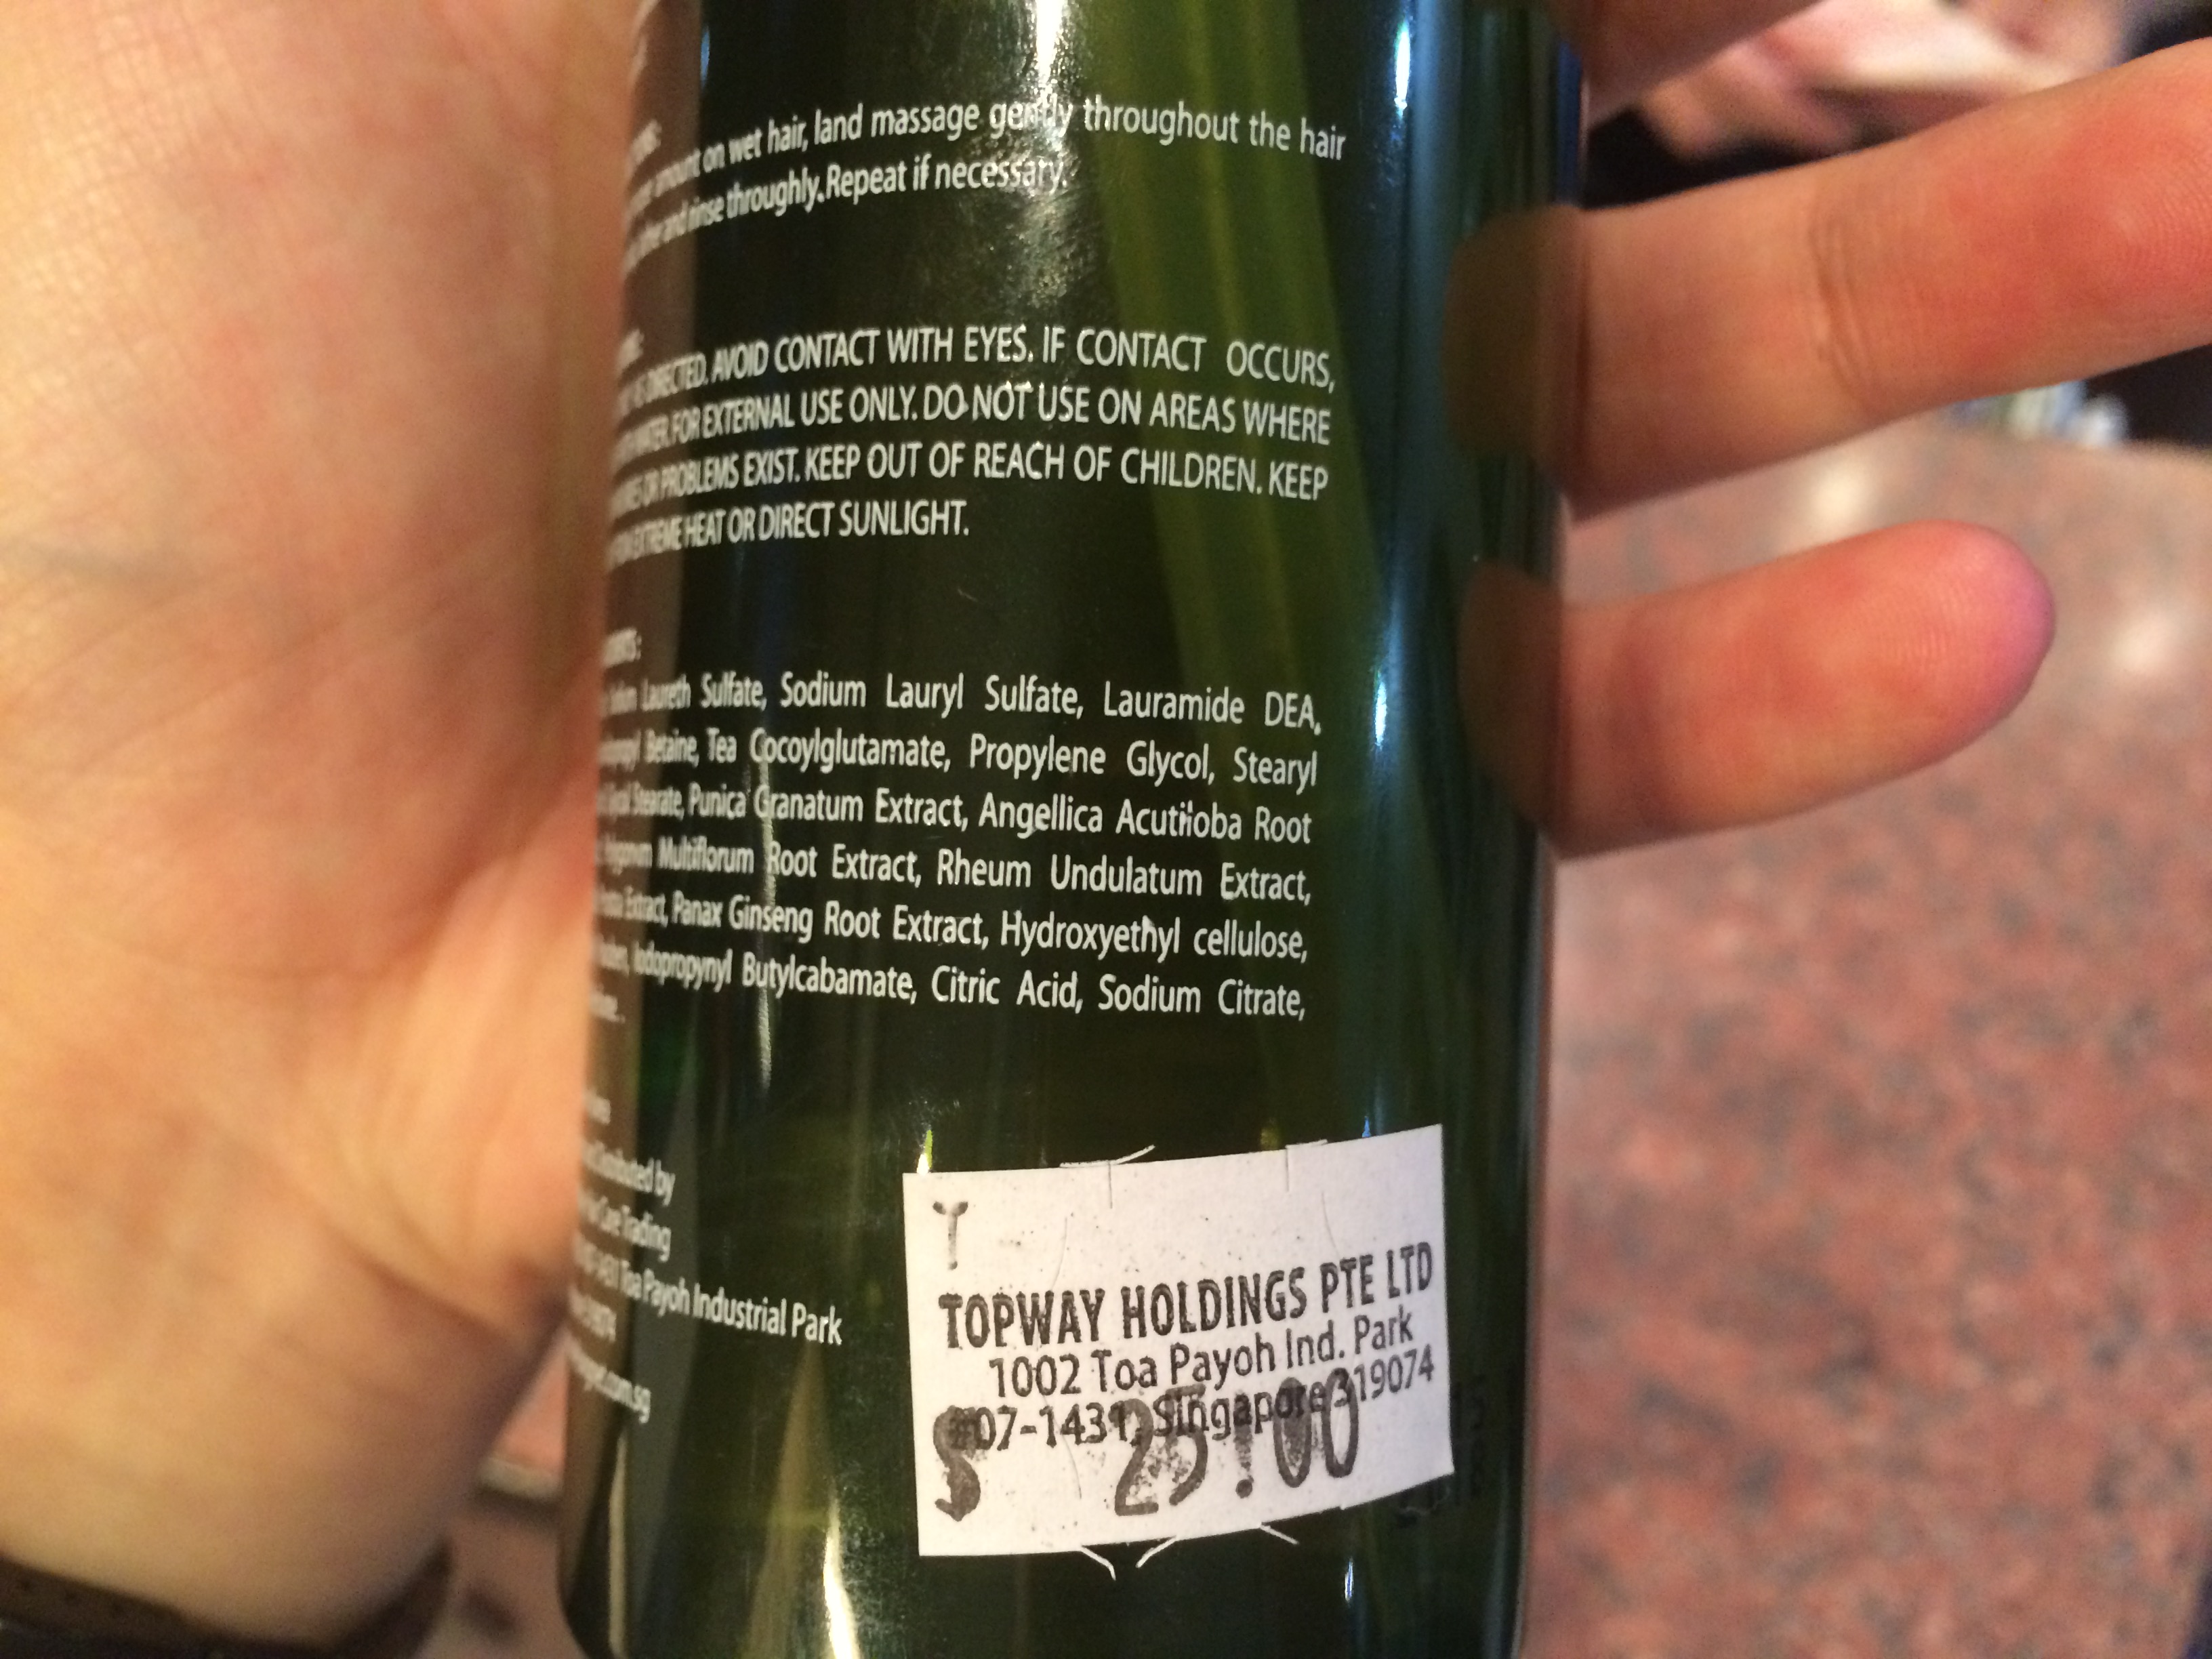 amount on wet hair, land massage gently throughout the hair
and rinse throughly.Repeat if necessary.
AS DIRECTED. AVOID CONTACT WITH EYES. IF CONTACT OCCURS,
WATER. FOR EXTERNAL USE ONLY. DO NOT USE ON AREAS WHERE
OR PROBLEMS EXIST. KEEP OUT OF REACH OF CHILDREN. KEEP
EXTREME HEAT OR DIRECT SUNLIGHT.
Laureth Sulfate, Sodium Lauryl Sulfate, Lauramide DEA,
Betaine, Tea Cocoylglutamate, Propylene Glycol, Stearyl
Stearate, Punica Granatum Extract, Angellica Acutiloba Root
Multiflorum Root Extract, Rheum Undulatum Extract,
Extract, Panax Ginseng Root Extract, Hydroxyethyl cellulose,
Iodopropynyl Butylcabamate, Citric Acid, Sodium Citrate,
Distributed by
Care Trading
Toa Payoh Industrial Park
Y
TOPWAY HOLDINGS PTE LTD
1002 Toa Payoh Ind. Park
#07-1431, Singapore 319074
S 25.00